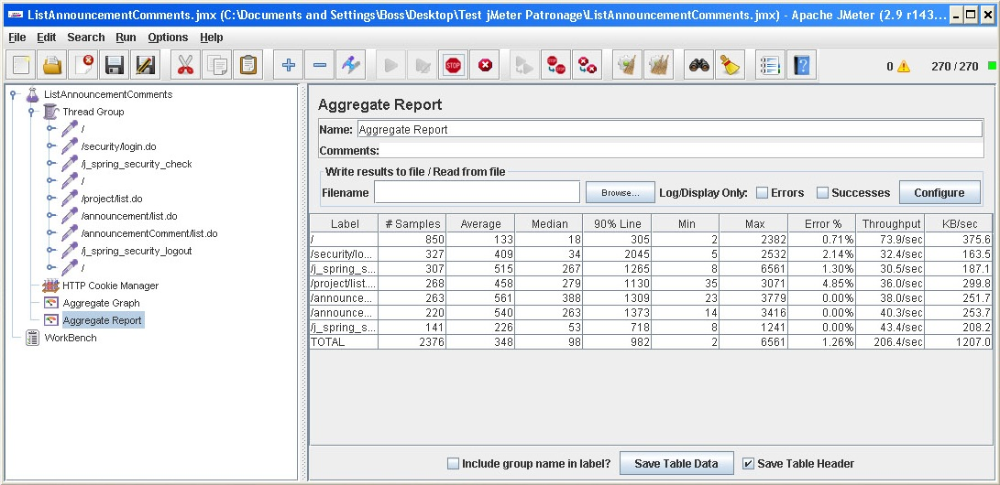 ListAnnouncementComments.jmx (C:\Documents and Settings\Boss\Desktop\Test jMeter Patronage\ListAnnouncementComments.jmx) - Apache JMeter (2.9 r143...
File Edit Search Run Options Help
STOP
0 270 / 270
ListAnnouncementComments
Thread Group
/
/security/login.do
/j_spring_security_check
/
/project/list.do
/announcement/list.do
/announcementComment/list.do
/j_spring_security_logout
/
HTTP Cookie Manager
Aggregate Graph
Aggregate Report
WorkBench
Aggregate Report
Name: Aggregate Report
Comments:
Write results to file / Read from file
Filename Browse... Log/Display Only: Errors Successes Configure
Label # Samples Average Median 90% Line Min Max Error % Throughput KB/sec
/ 850 133 18 305 2 2382 0.71% 73.9/sec 375.6
/security/lo... 327 409 34 2045 5 2532 2.14% 32.4/sec 163.5
/j_spring_s... 307 515 267 1265 8 6561 1.30% 30.5/sec 187.1
/project/list.... 268 458 279 1130 35 3071 4.85% 36.0/sec 299.8
/announce... 263 561 388 1309 23 3779 0.00% 38.0/sec 251.7
/announce... 220 540 263 1373 14 3416 0.00% 40.3/sec 253.7
/j_spring_s... 141 226 53 718 8 1241 0.00% 43.4/sec 208.2
TOTAL 2376 348 98 982 2 6561 1.26% 206.4/sec 1207.0
Include group name in label? Save Table Data Save Table Header